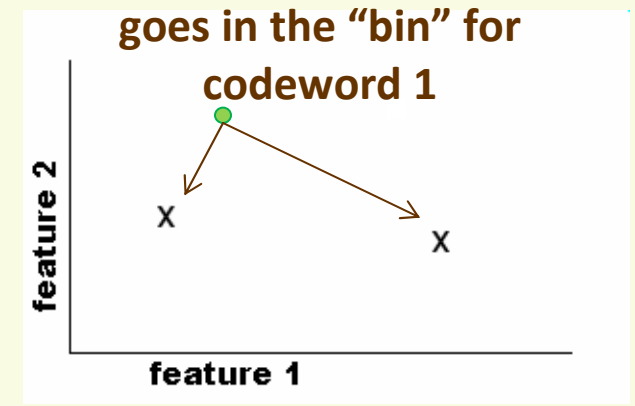 goes in the “bin” for
codeword 1
feature 2
X
X
feature 1